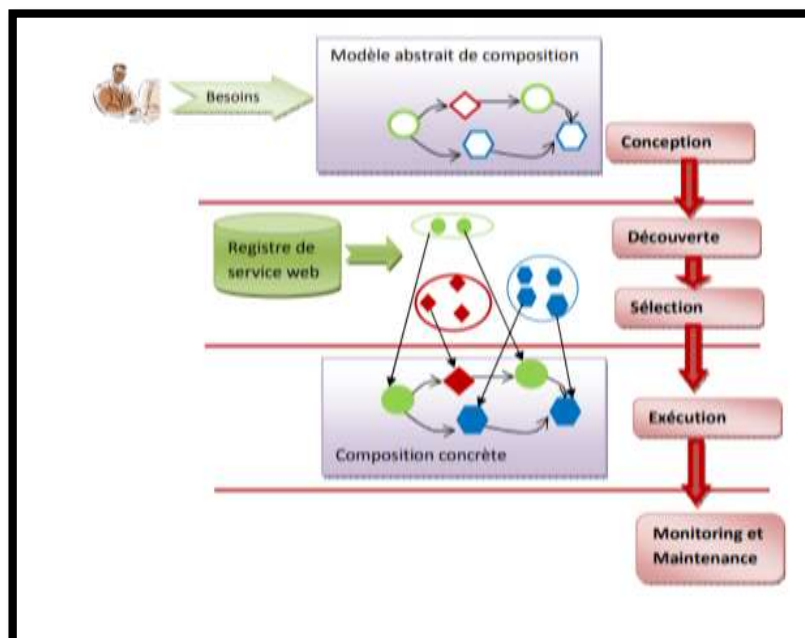 Modèle abstrait de composition
Besoins
Conception
Registre de
service web
Découverte
Sélection
Exécution
Composition concrète
Monitoring et
Maintenance